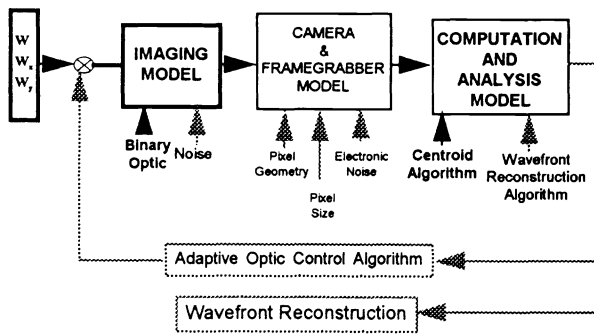 W
Wx
Wy
IMAGING
MODEL
CAMERA
&
FRAMEGRABBER
MODEL
COMPUTATION
AND
ANALYSIS
MODEL
Binary
Optic
Noise
Pixel
Geometry
Pixel
Size
Electronic
Noise
Centroid
Algorithm
Wavefront
Reconstruction
Algorithm
Adaptive Optic Control Algorithm
Wavefront Reconstruction